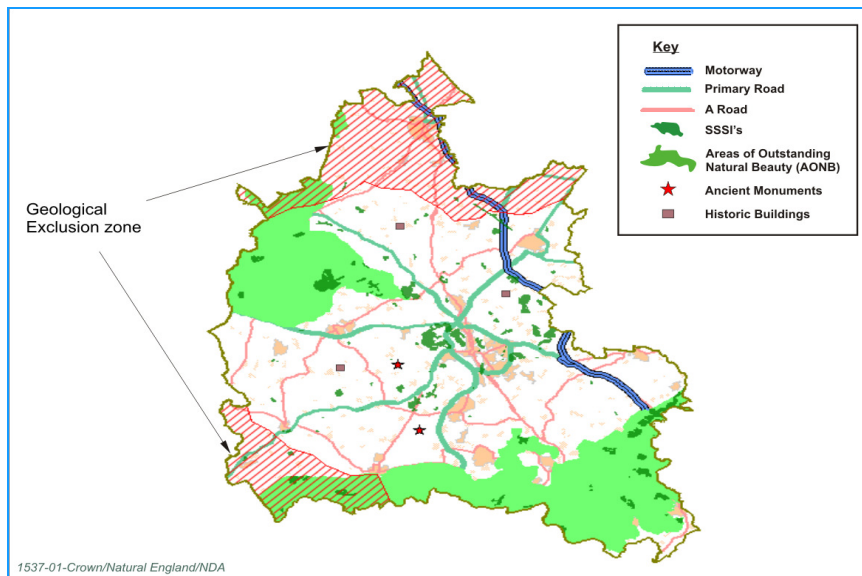 Key
Motorway
Primary Road
A Road
SSSI's
Areas of Outstanding
Natural Beauty (AONB)
Ancient Monuments
Historic Buildings
Geological
Exclusion zone
1537-01-Crown/Natural England/NDA